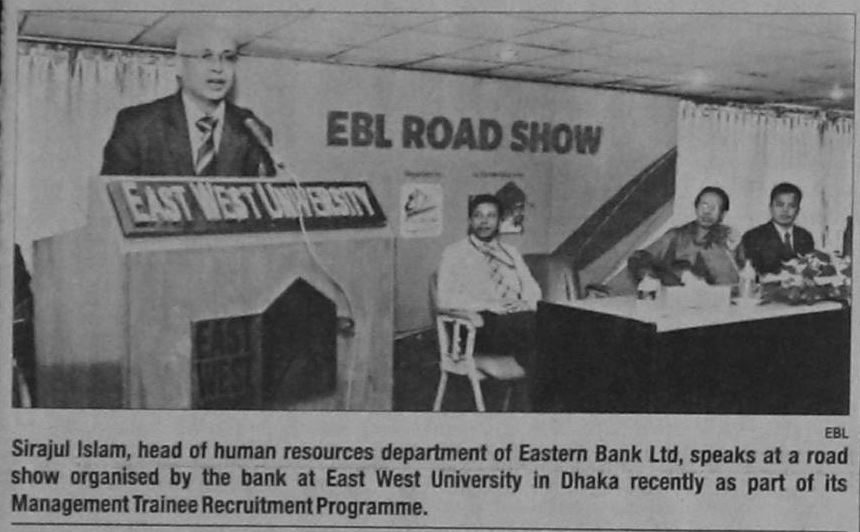 EBL ROAD SHOW
EAST WEST UNIVERSITY
EAST
WEST
EBL
Sirajul Islam, head of human resources department of Eastern Bank Ltd, speaks at a road
show organised by the bank at East West University in Dhaka recently as part of its
Management Trainee Recruitment Programme.